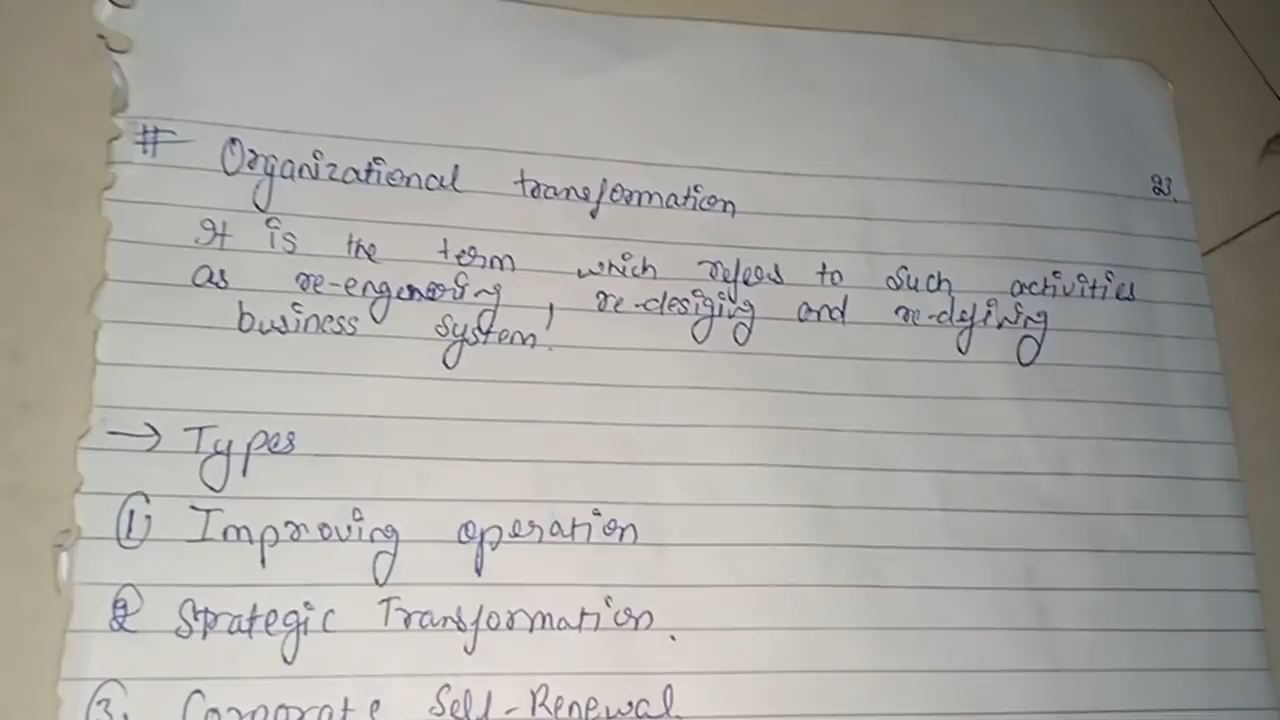 # Organizational transformation
23.
It is the term which refers to such activities
as re-engenering, re-desiging and re-defining
business system!
→ Types
① Improving operation
② Strategic Transformation.
③. Corporate Self-Renewal